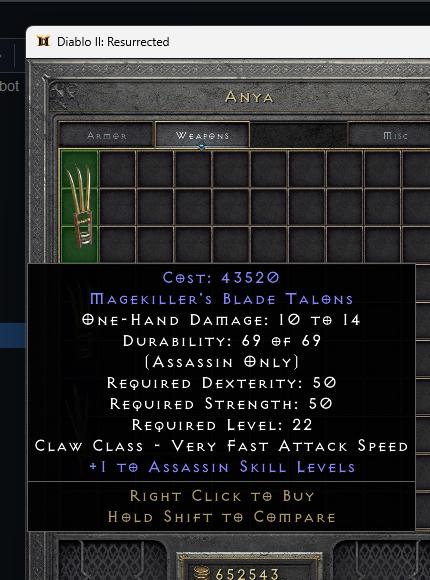 bot
Diablo II: Resurrected
Anya
Armor Weapons Misc
Cost: 43520
Magekiller's Blade Talons
One-Hand Damage: 10 to 14
Durability: 69 of 69
(Assassin Only)
Required Dexterity: 50
Required Strength: 50
Required Level: 22
Claw Class - Very Fast Attack Speed
+1 to Assassin Skill Levels
Right Click to Buy
Hold Shift to Compare
652543